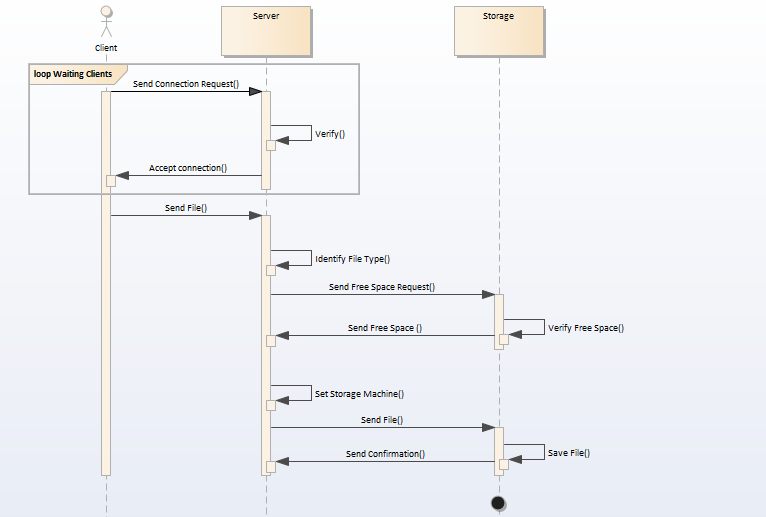 Server
Storage
Client
loop Waiting Clients
Send Connection Request()
Verify()
Accept connection()
Send File()
Identify File Type()
Send Free Space Request()
Send Free Space ()
Verify Free Space()
Set Storage Machine()
Send File()
Send Confirmation()
Save File()